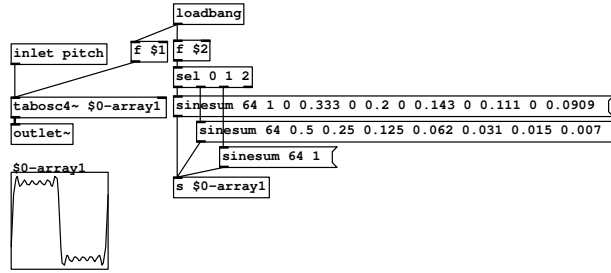 loadbang
inlet pitch
f $1
f $2
sel 0 1 2
tabosc4~ $0-array1
sinesum 64 1 0 0.333 0 0.2 0 0.143 0 0.111 0 0.0909
outlet~
sinesum 64 0.5 0.25 0.125 0.062 0.031 0.015 0.007
sinesum 64 1
$0-array1
s $0-array1